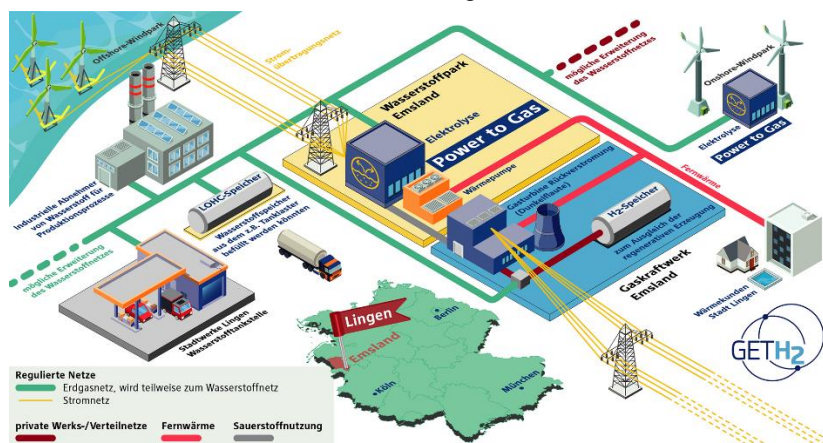 Offshore-Windpark
Strom-
übertragungsnetz
Wasserstoffpark
Emsland
Elektrolyse
Power to Gas
mögliche Erweiterung
des Wasserstoffnetzes
Onshore-Windpark
Elektrolyse
Power to Gas
Industrielle Abnehmer
von Wasserstoff für
Produktionsprozesse
LOHC-Speicher
Wasserstoffspeicher
aus dem z.B. Tanklaster
befüllt werden könnten
Wärmepumpe
Gasturbine Rückverstromung
(Dunkelflaute)
H₂-Speicher
zum Ausgleich der
regenerativen Erzeugung
Fernwärme
Gaskraftwerk
Emsland
Wärmekunden
Stadt Lingen
mögliche Erweiterung
des Wasserstoffnetzes
Stadtwerke Lingen
Wasserstofftankstelle
Lingen
Emsland
Berlin
Köln
München
GETH2
Regulierte Netze
Erdgasnetz, wird teilweise zum Wasserstoffnetz
Stromnetz
private Werks-/Verteilnetze Fernwärme Sauerstoffnutzung